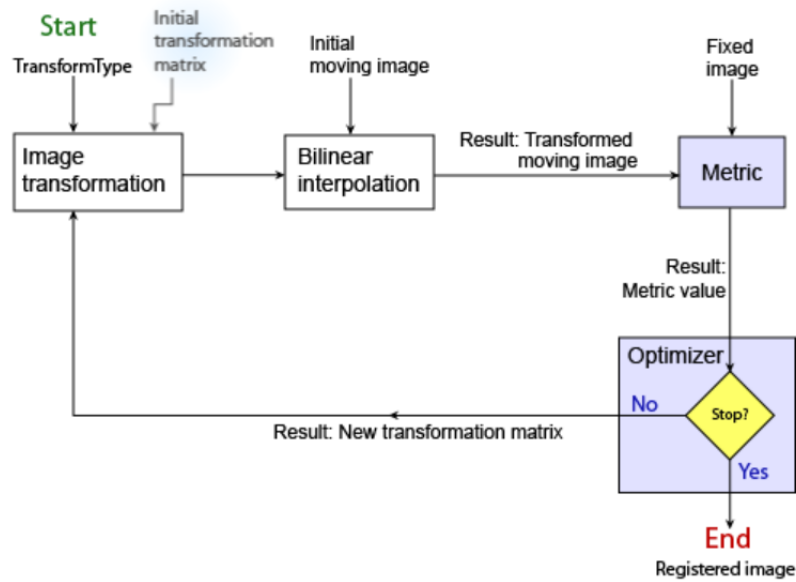 Start
TransformType
Initial
transformation
matrix
Initial
moving image
Fixed
image
Image
transformation
Bilinear
interpolation
Result: Transformed
moving image
Metric
Result:
Metric value
Optimizer
Stop?
No
Result: New transformation matrix
Yes
End
Registered image